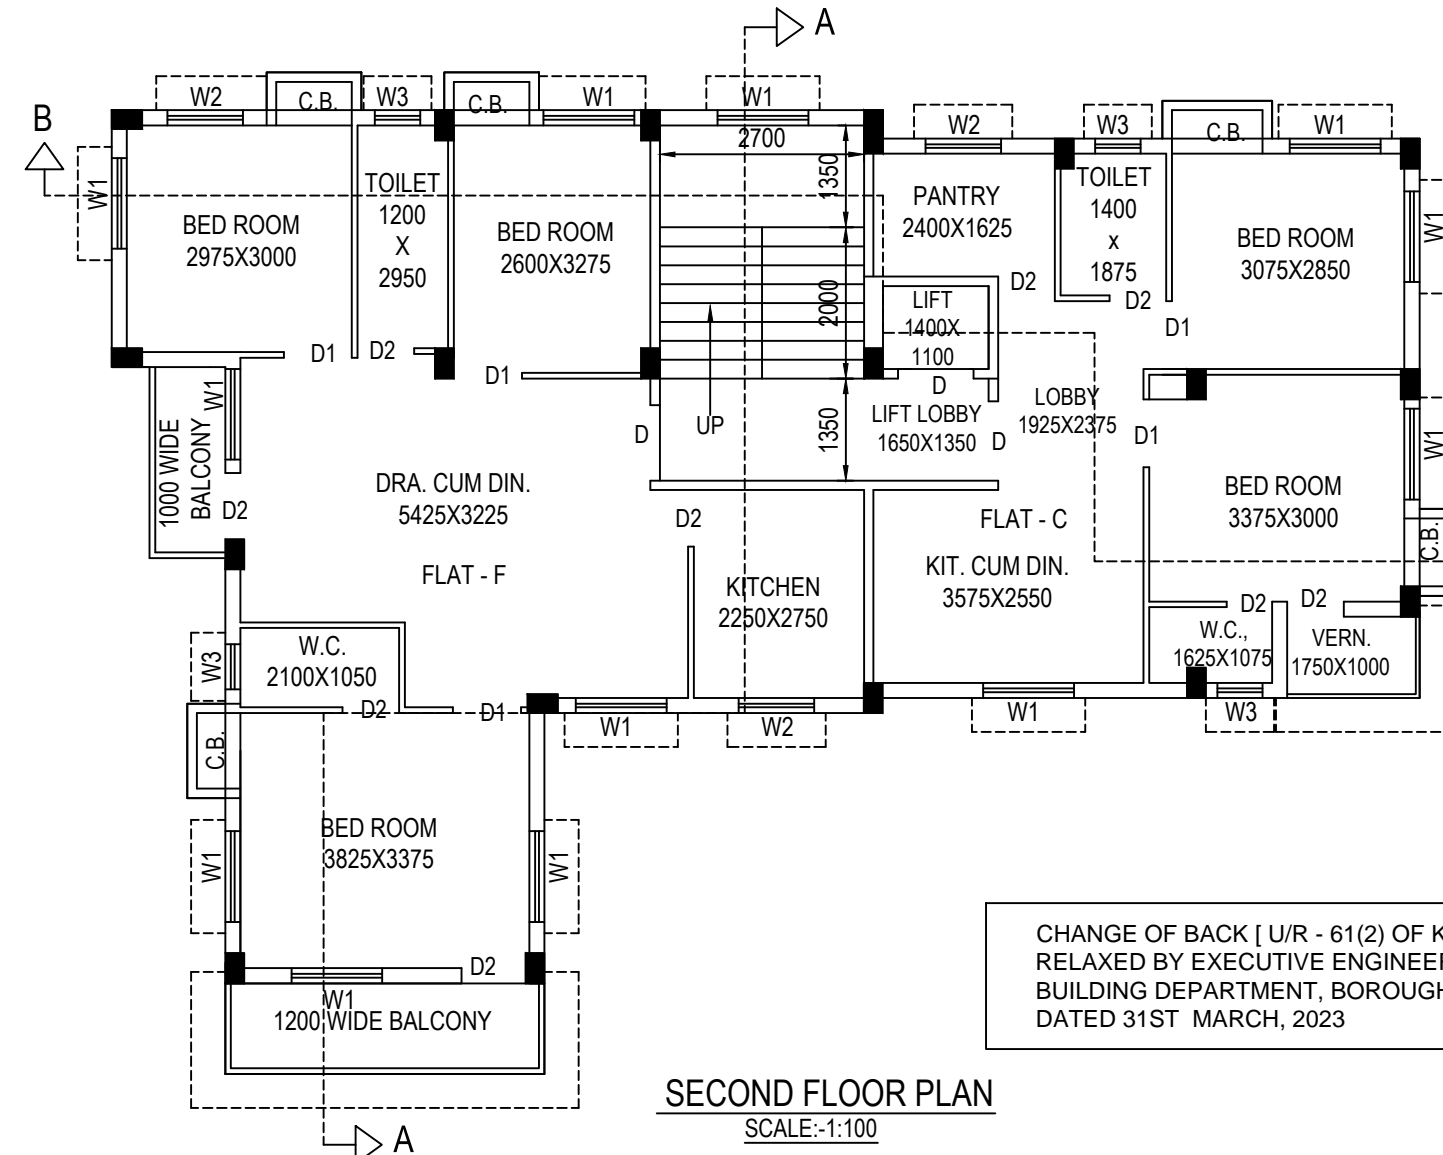 A
B
W2
C.B.
W3
C.B.
W1
W1
2700
W2
W3
C.B.
W1
W1
TOILET
1200
X
2950
BED ROOM
2975X3000
BED ROOM
2600X3275
1350
PANTRY
2400X1625
TOILET
1400
x
1875
BED ROOM
3075X2850
W1
D2
D2
D1
2000
LIFT
1400X
1100
D1
D2
D1
D
W1
1000 WIDE
BALCONY
D2
DRA. CUM DIN.
5425X3225
FLAT - F
D
UP
1350
LIFT LOBBY
1650X1350
D
LOBBY
1925X2375
D1
W1
BED ROOM
3375X3000
C.B.
D2
FLAT - C
KIT. CUM DIN.
3575X2550
KITCHEN
2250X2750
D2
D2
W.C.,
1625X1075
VERN.
1750X1000
W3
W.C.
2100X1050
D2
D1
W1
W2
W1
W3
C.B.
BED ROOM
3825X3375
W1
W1
D2
W1
1200 WIDE BALCONY
CHANGE OF BACK [ U/R - 61(2) OF K
RELAXED BY EXECUTIVE ENGINEER
BUILDING DEPARTMENT, BOROUGH
DATED 31ST MARCH, 2023
SECOND FLOOR PLAN
SCALE:-1:100
A